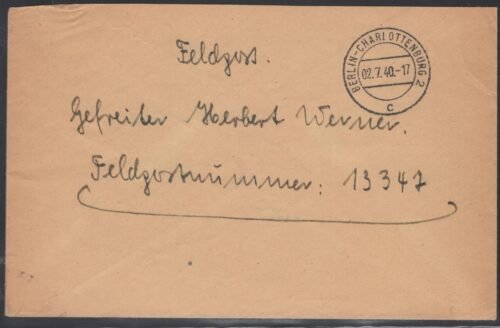 Feldpost.
BERLIN-CHARLOTTENBURG 2
02.7.40.-17
c
Gefreiter Herbert Werner.
Feldpostnummer: 13347